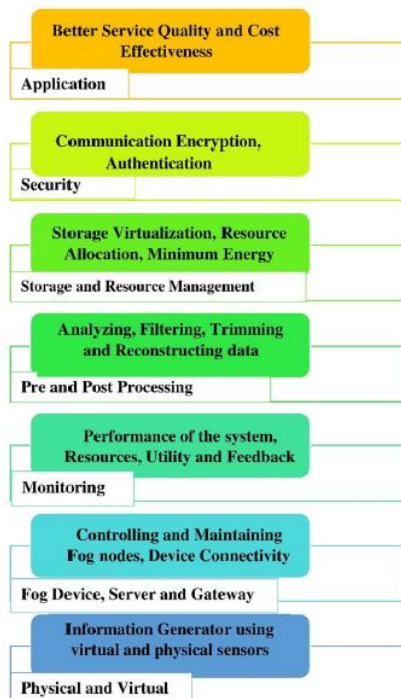 Better Service Quality and Cost
Effectiveness
Application
Communication Encryption,
Authentication
Security
Storage Virtualization, Resource
Allocation, Minimum Energy
Storage and Resource Management
Analyzing, Filtering, Trimming
and Reconstructing data
Pre and Post Processing
Performance of the system,
Resources, Utility and Feedback
Monitoring
Controlling and Maintaining
Fog nodes, Device Connectivity
Fog Device, Server and Gateway
Information Generator using
virtual and physical sensors
Physical and Virtual